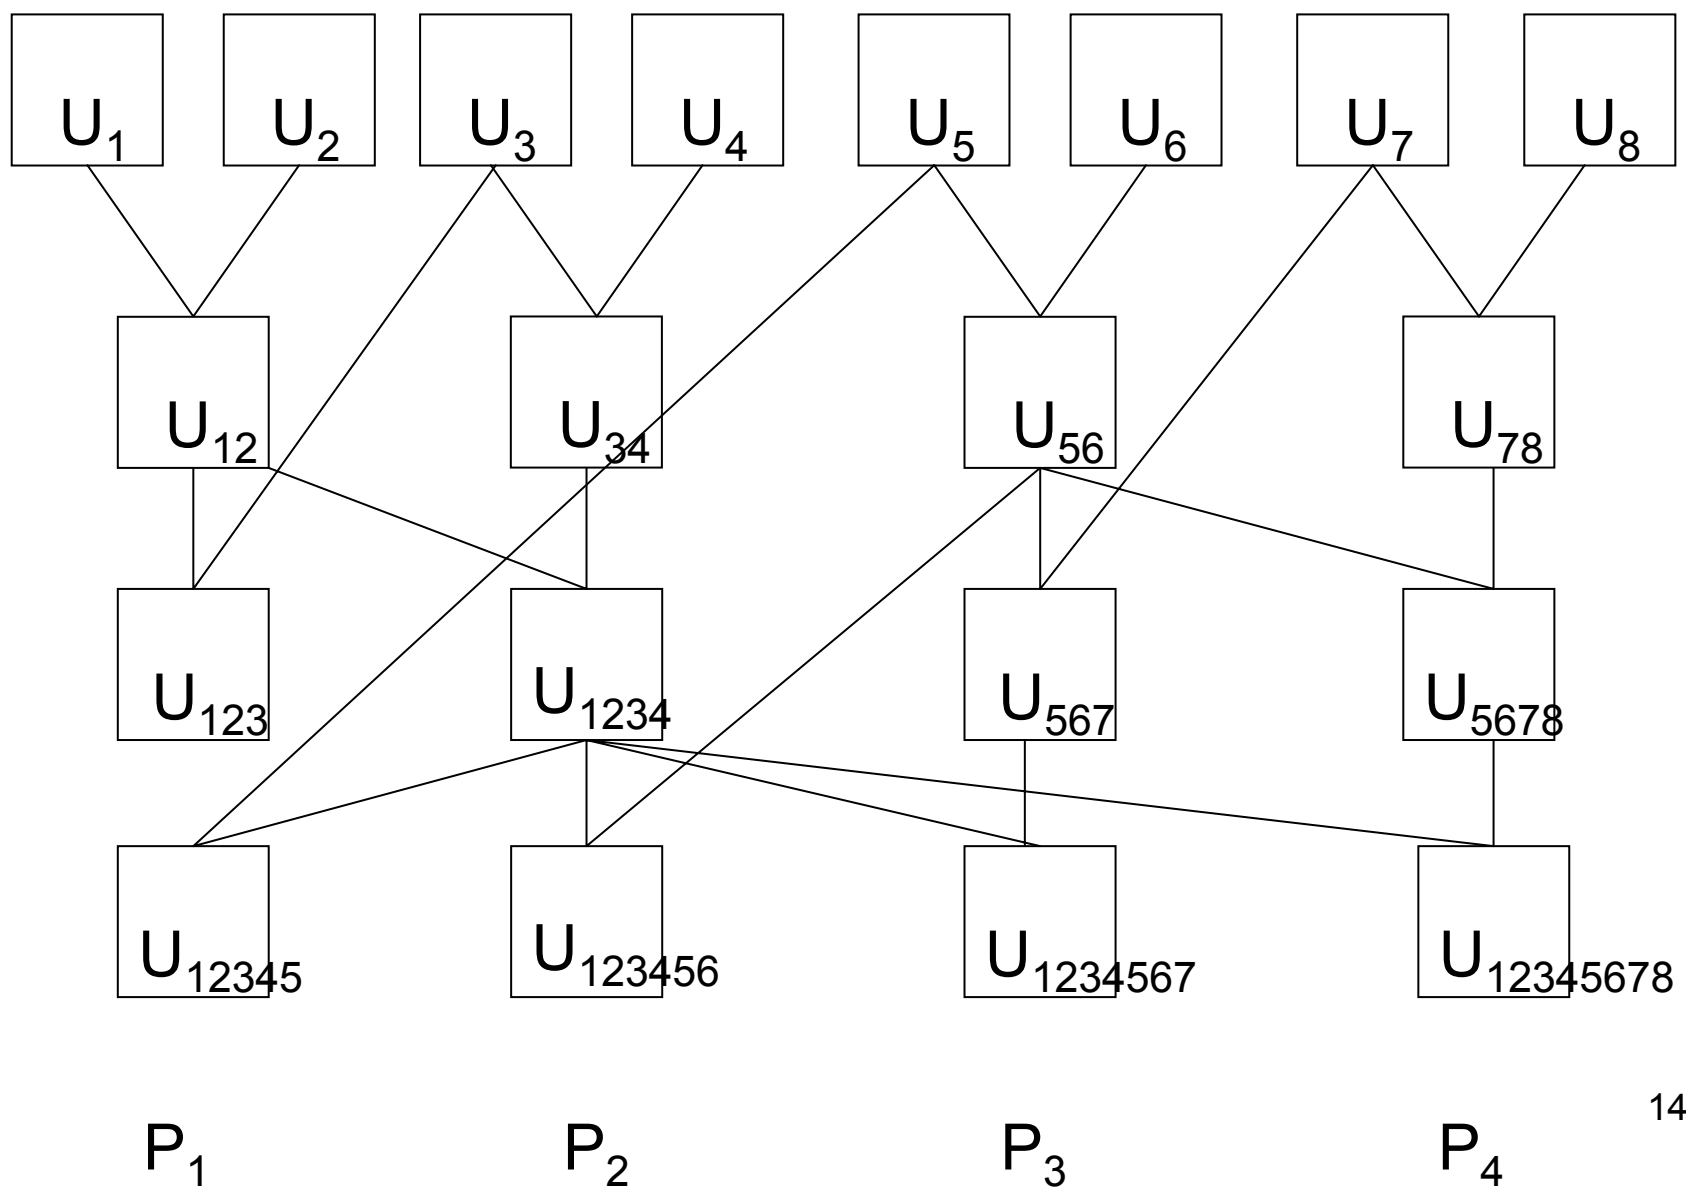 U₁ U₂ U₃ U₄ U₅ U₆ U₇ U₈
U₁₂ U₃₄ U₅₆ U₇₈
U₁₂₃ U₁₂₃₄ U₅₆₇ U₅₆₇₈
U₁₂₃₄₅ U₁₂₃₄₅₆ U₁₂₃₄₅₆₇ U₁₂₃₄₅₆₇₈
14
P₁ P₂ P₃ P₄